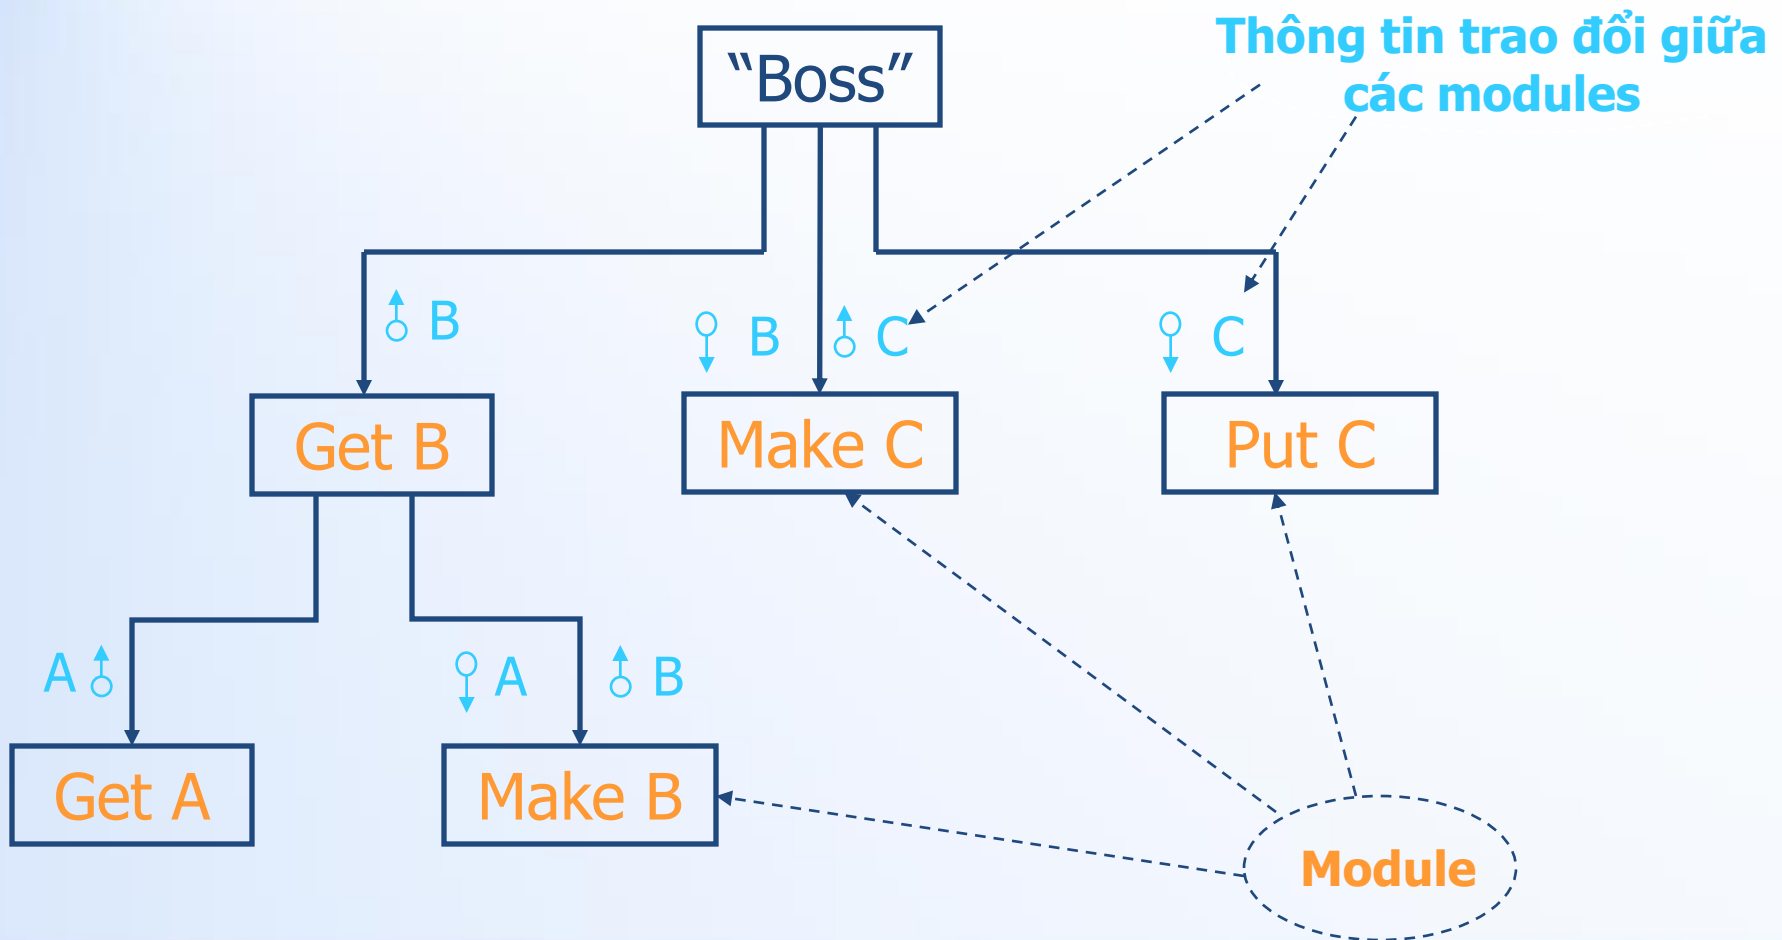 “Boss”
Thông tin trao đổi giữa
các modules
B
B
C
C
Get B
Make C
Put C
A
A
B
Get A
Make B
Module